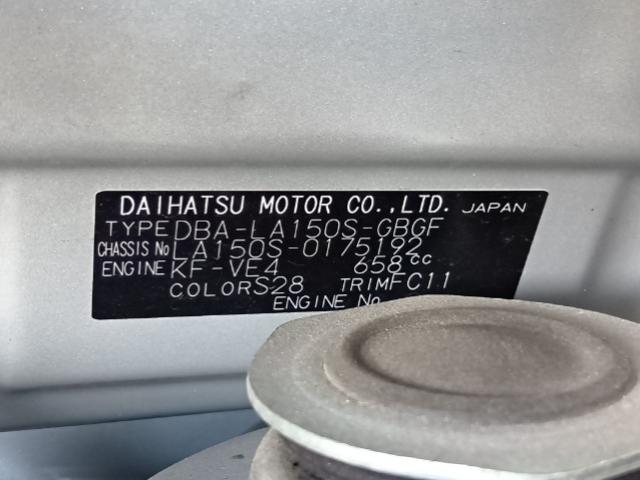 DAIHATSU MOTOR CO.,LTD. JAPAN
TYPE DBA-LA150S-GBGF
CHASSIS No LA150S-0175192
ENGINE KF-VE4 658cc
COLOR S28 TRIM FC11
ENGINE No